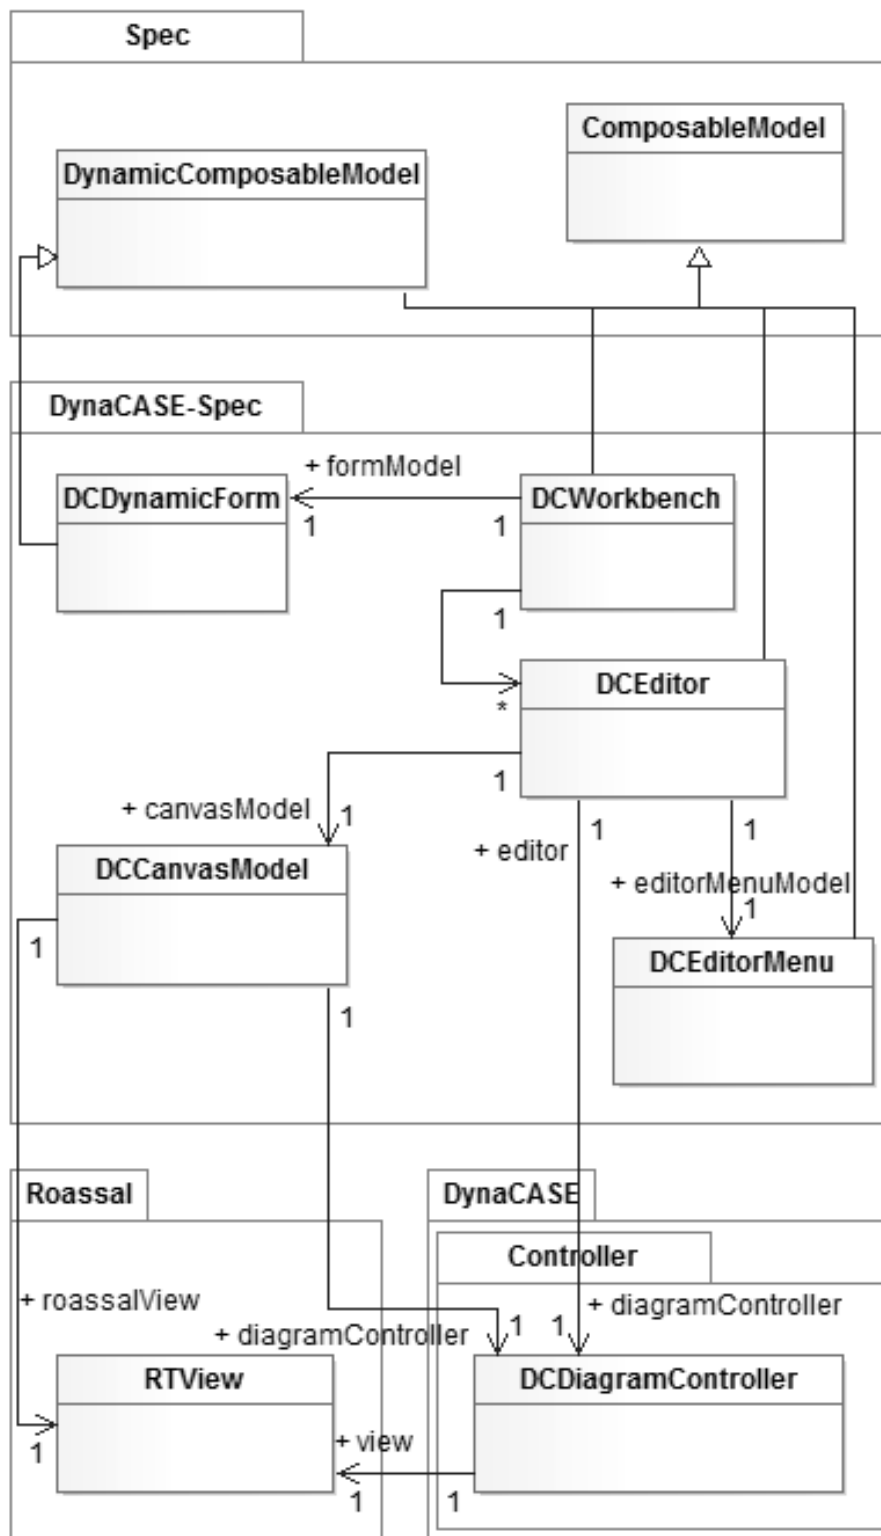 Spec
ComposableModel
DynamicComposableModel
DynaCASE-Spec
+ formModel
DCDynamicForm
DCWorkbench
1
1
1
DCEditor
*
1
+ canvasModel
1
1
1
+ editor
DCCanvasModel
+ editorMenuModel
1
1
DCEditorMenu
1
Roassal
DynaCASE
Controller
+ roassalView
+ diagramController
+ diagramController
1
1
RTView
DCDiagramController
+ view
1
1
1